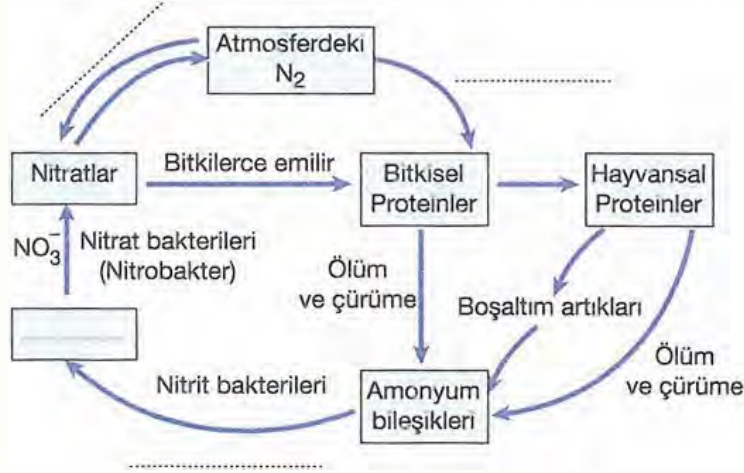 Atmosferdeki
N2
Nitratlar
Bitkilerce emilir
Bitkisel
Proteinler
Hayvansal
Proteinler
NO3-
Nitrat bakterileri
(Nitrobakter)
Ölüm
ve çürüme
Boşaltım artıkları
Ölüm
ve çürüme
Nitrit bakterileri
Amonyum
bileşikleri